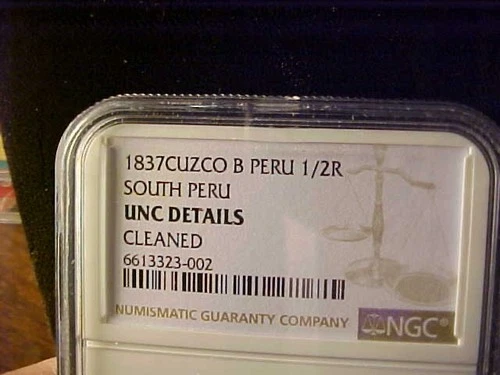 1837CUZCO B PERU 1/2R
SOUTH PERU
UNC DETAILS
CLEANED
6613323-002
NUMISMATIC GUARANTY COMPANY NGC®